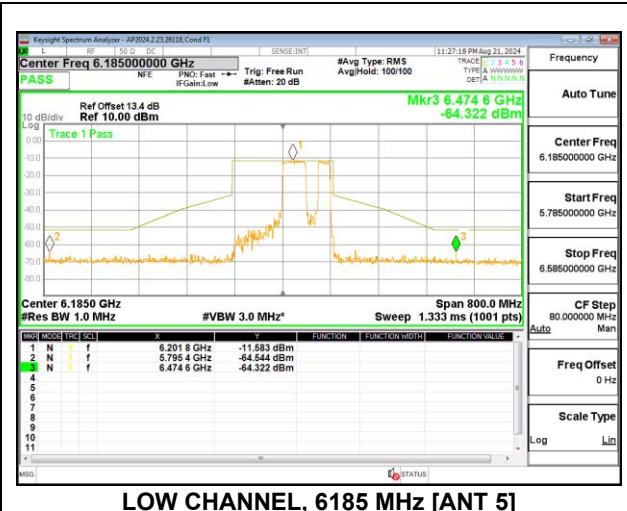 Keysight Spectrum Analyzer - AP2024.2.23,26118,Cond F1
L RF 50 Ω DC SENSE:INT 11:27:18 PM Aug 21, 2024
Center Freq 6.185000000 GHz #Avg Type: RMS TRACE 1 2 3 4 5 6
NFE PNO: Fast Trig: Free Run Avg|Hold: 100/100 TYPE A WWWWW
PASS IFGain:Low #Atten: 20 dB DET A N N N N N
Mkr3 6.474 6 GHz
Ref Offset 13.4 dB
10 dB/div Ref 10.00 dBm -64.322 dBm
Log
Trace 1 Pass
0.00
-10.0
-20.0
-30.0
-40.0
-50.0
-60.0
-70.0
-80.0
1
2
3
Center 6.1850 GHz Span 800.0 MHz
#Res BW 1.0 MHz #VBW 3.0 MHz* Sweep 1.333 ms (1001 pts)
MKR MODE TRC SCL X Y FUNCTION FUNCTION WIDTH FUNCTION VALUE
1 N 1 f 6.201 8 GHz -11.583 dBm
2 N 1 f 5.795 4 GHz -64.544 dBm
3 N 1 f 6.474 6 GHz -64.322 dBm
4
5
6
7
8
9
10
11
MSG STATUS
Frequency
Auto Tune
Center Freq
6.185000000 GHz
Start Freq
5.785000000 GHz
Stop Freq
6.585000000 GHz
CF Step
80.000000 MHz
Auto Man
Freq Offset
0 Hz
Scale Type
Log Lin
LOW CHANNEL, 6185 MHz [ANT 5]